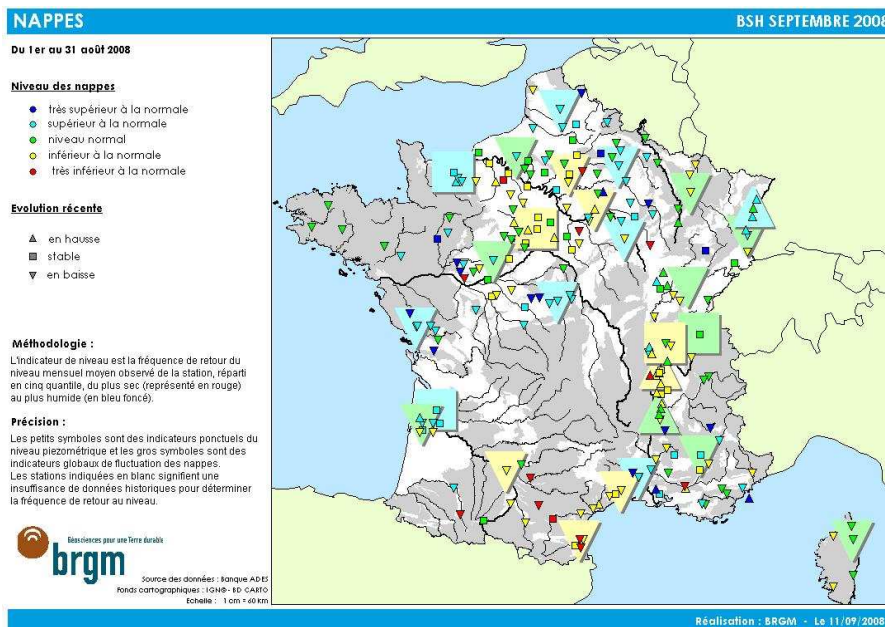 NAPPES
BSH SEPTEMBRE 2008
Du 1er au 31 août 2008
Niveau des nappes
très supérieur à la normale
supérieur à la normale
niveau normal
inférieur à la normale
très inférieur à la normale
Evolution récente
en hausse
stable
en baisse
Méthodologie :
L'indicateur de niveau est la fréquence de retour du
niveau mensuel moyen observé de la station, réparti
en cinq quantile, du plus sec (représenté en rouge)
au plus humide (en bleu foncé).
Précision :
Les petits symboles sont des indicateurs ponctuels du
niveau piezométrique et les gros symboles sont des
indicateurs globaux de fluctuation des nappes.
Les stations indiquées en blanc signifient une
insuffisance de données historiques pour déterminer
la fréquence de retour au niveau.
Géosciences pour une Terre durable
brgm
Source des données : Banque ADES
Fonds cartographiques : IGN® - BD CARTO
Echelle : 1 cm = 60 km
Réalisation : BRGM - Le 11/09/2008